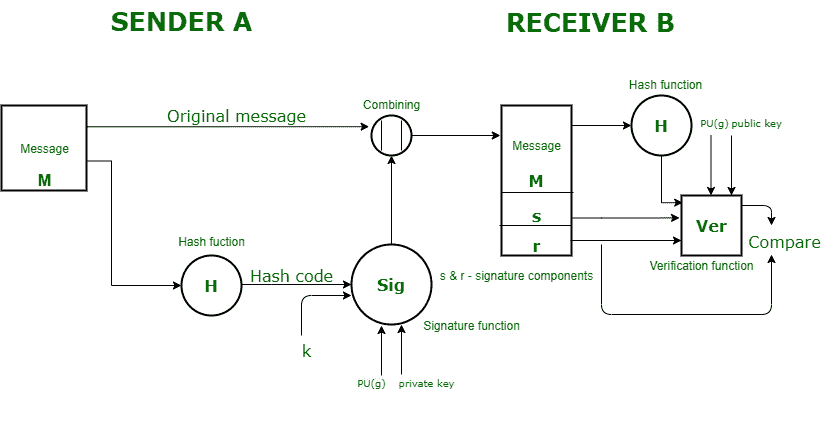 SENDER A
RECEIVER B
Message
M
Original message
Combining
Hash fuction
H
Hash code
k
Sig
s & r - signature components
Signature function
PU(g) private key
Message
M
s
r
Hash function
H
PU(g) public key
Ver
Compare
Verification function